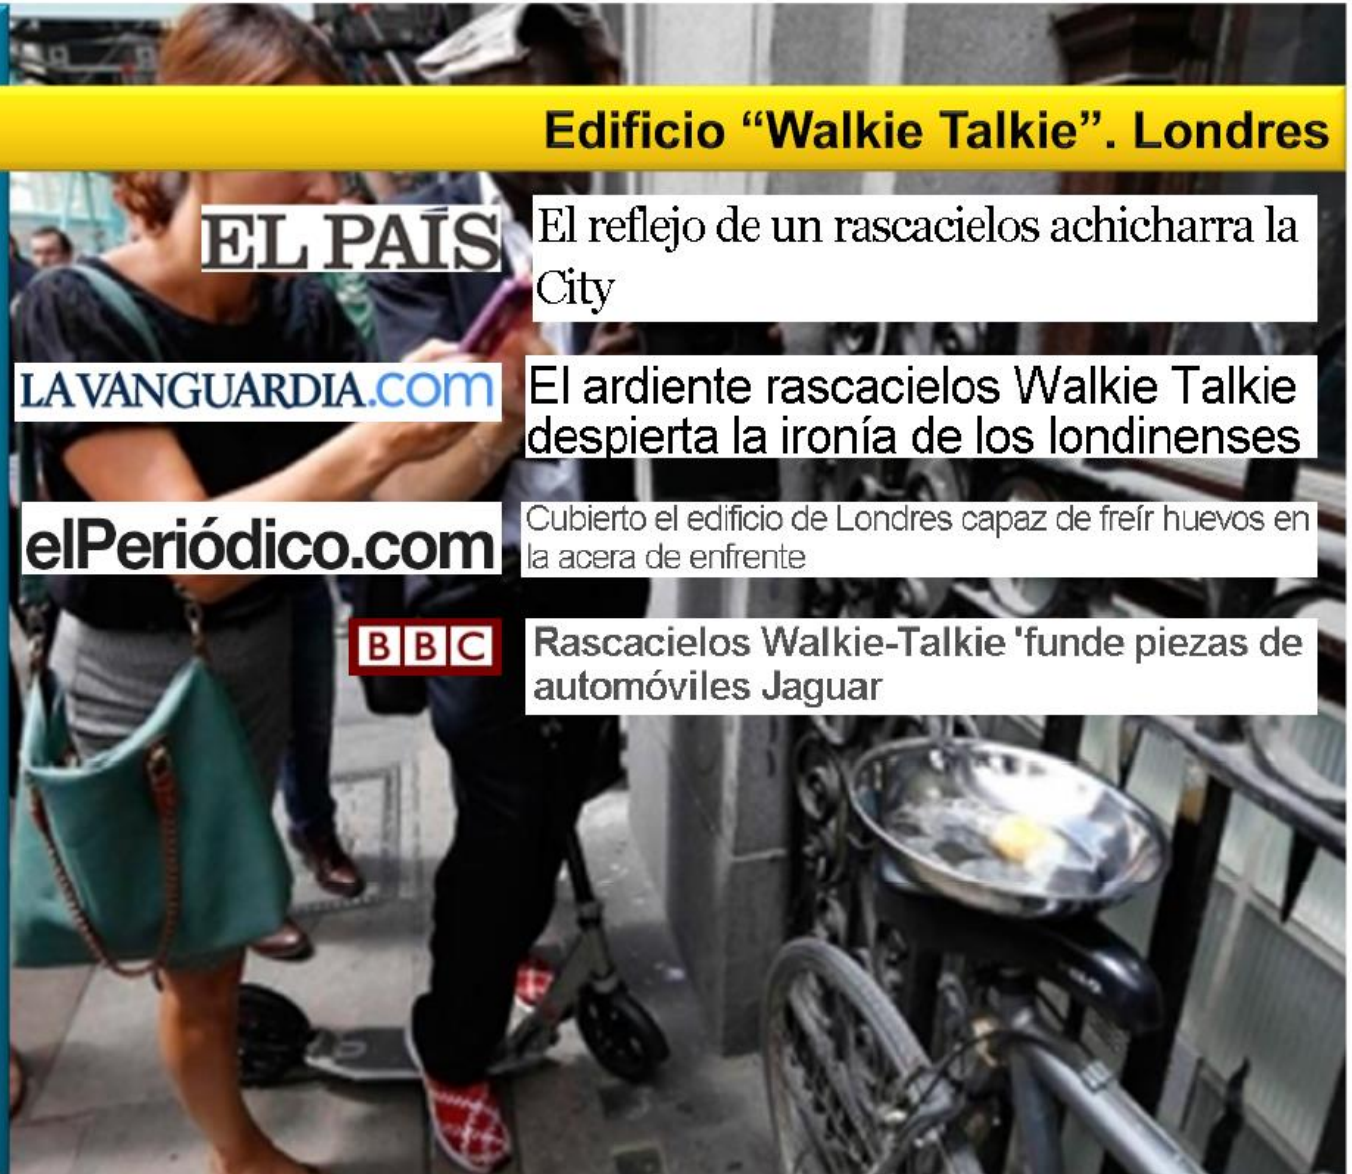 Edificio “Walkie Talkie”. Londres
EL PAÍS
El reflejo de un rascacielos achicharra la
City
LAVANGUARDIA.com
El ardiente rascacielos Walkie Talkie
despierta la ironía de los londinenses
elPeriódico.com
Cubierto el edificio de Londres capaz de freír huevos en
la acera de enfrente
BBC
Rascacielos Walkie-Talkie 'funde piezas de
automóviles Jaguar